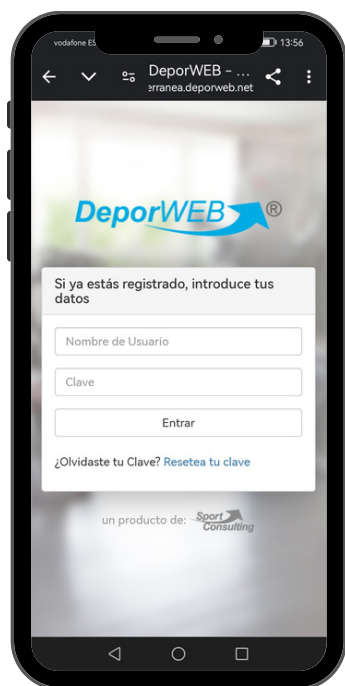 vodafone ES
13:56
DeporWEB - ...
erranea.deporweb.net
DeporWEB®
Si ya estás registrado, introduce tus
datos
Nombre de Usuario
Clave
Entrar
¿Olvidaste tu Clave? Resetea tu clave
un producto de: Sport
Consulting